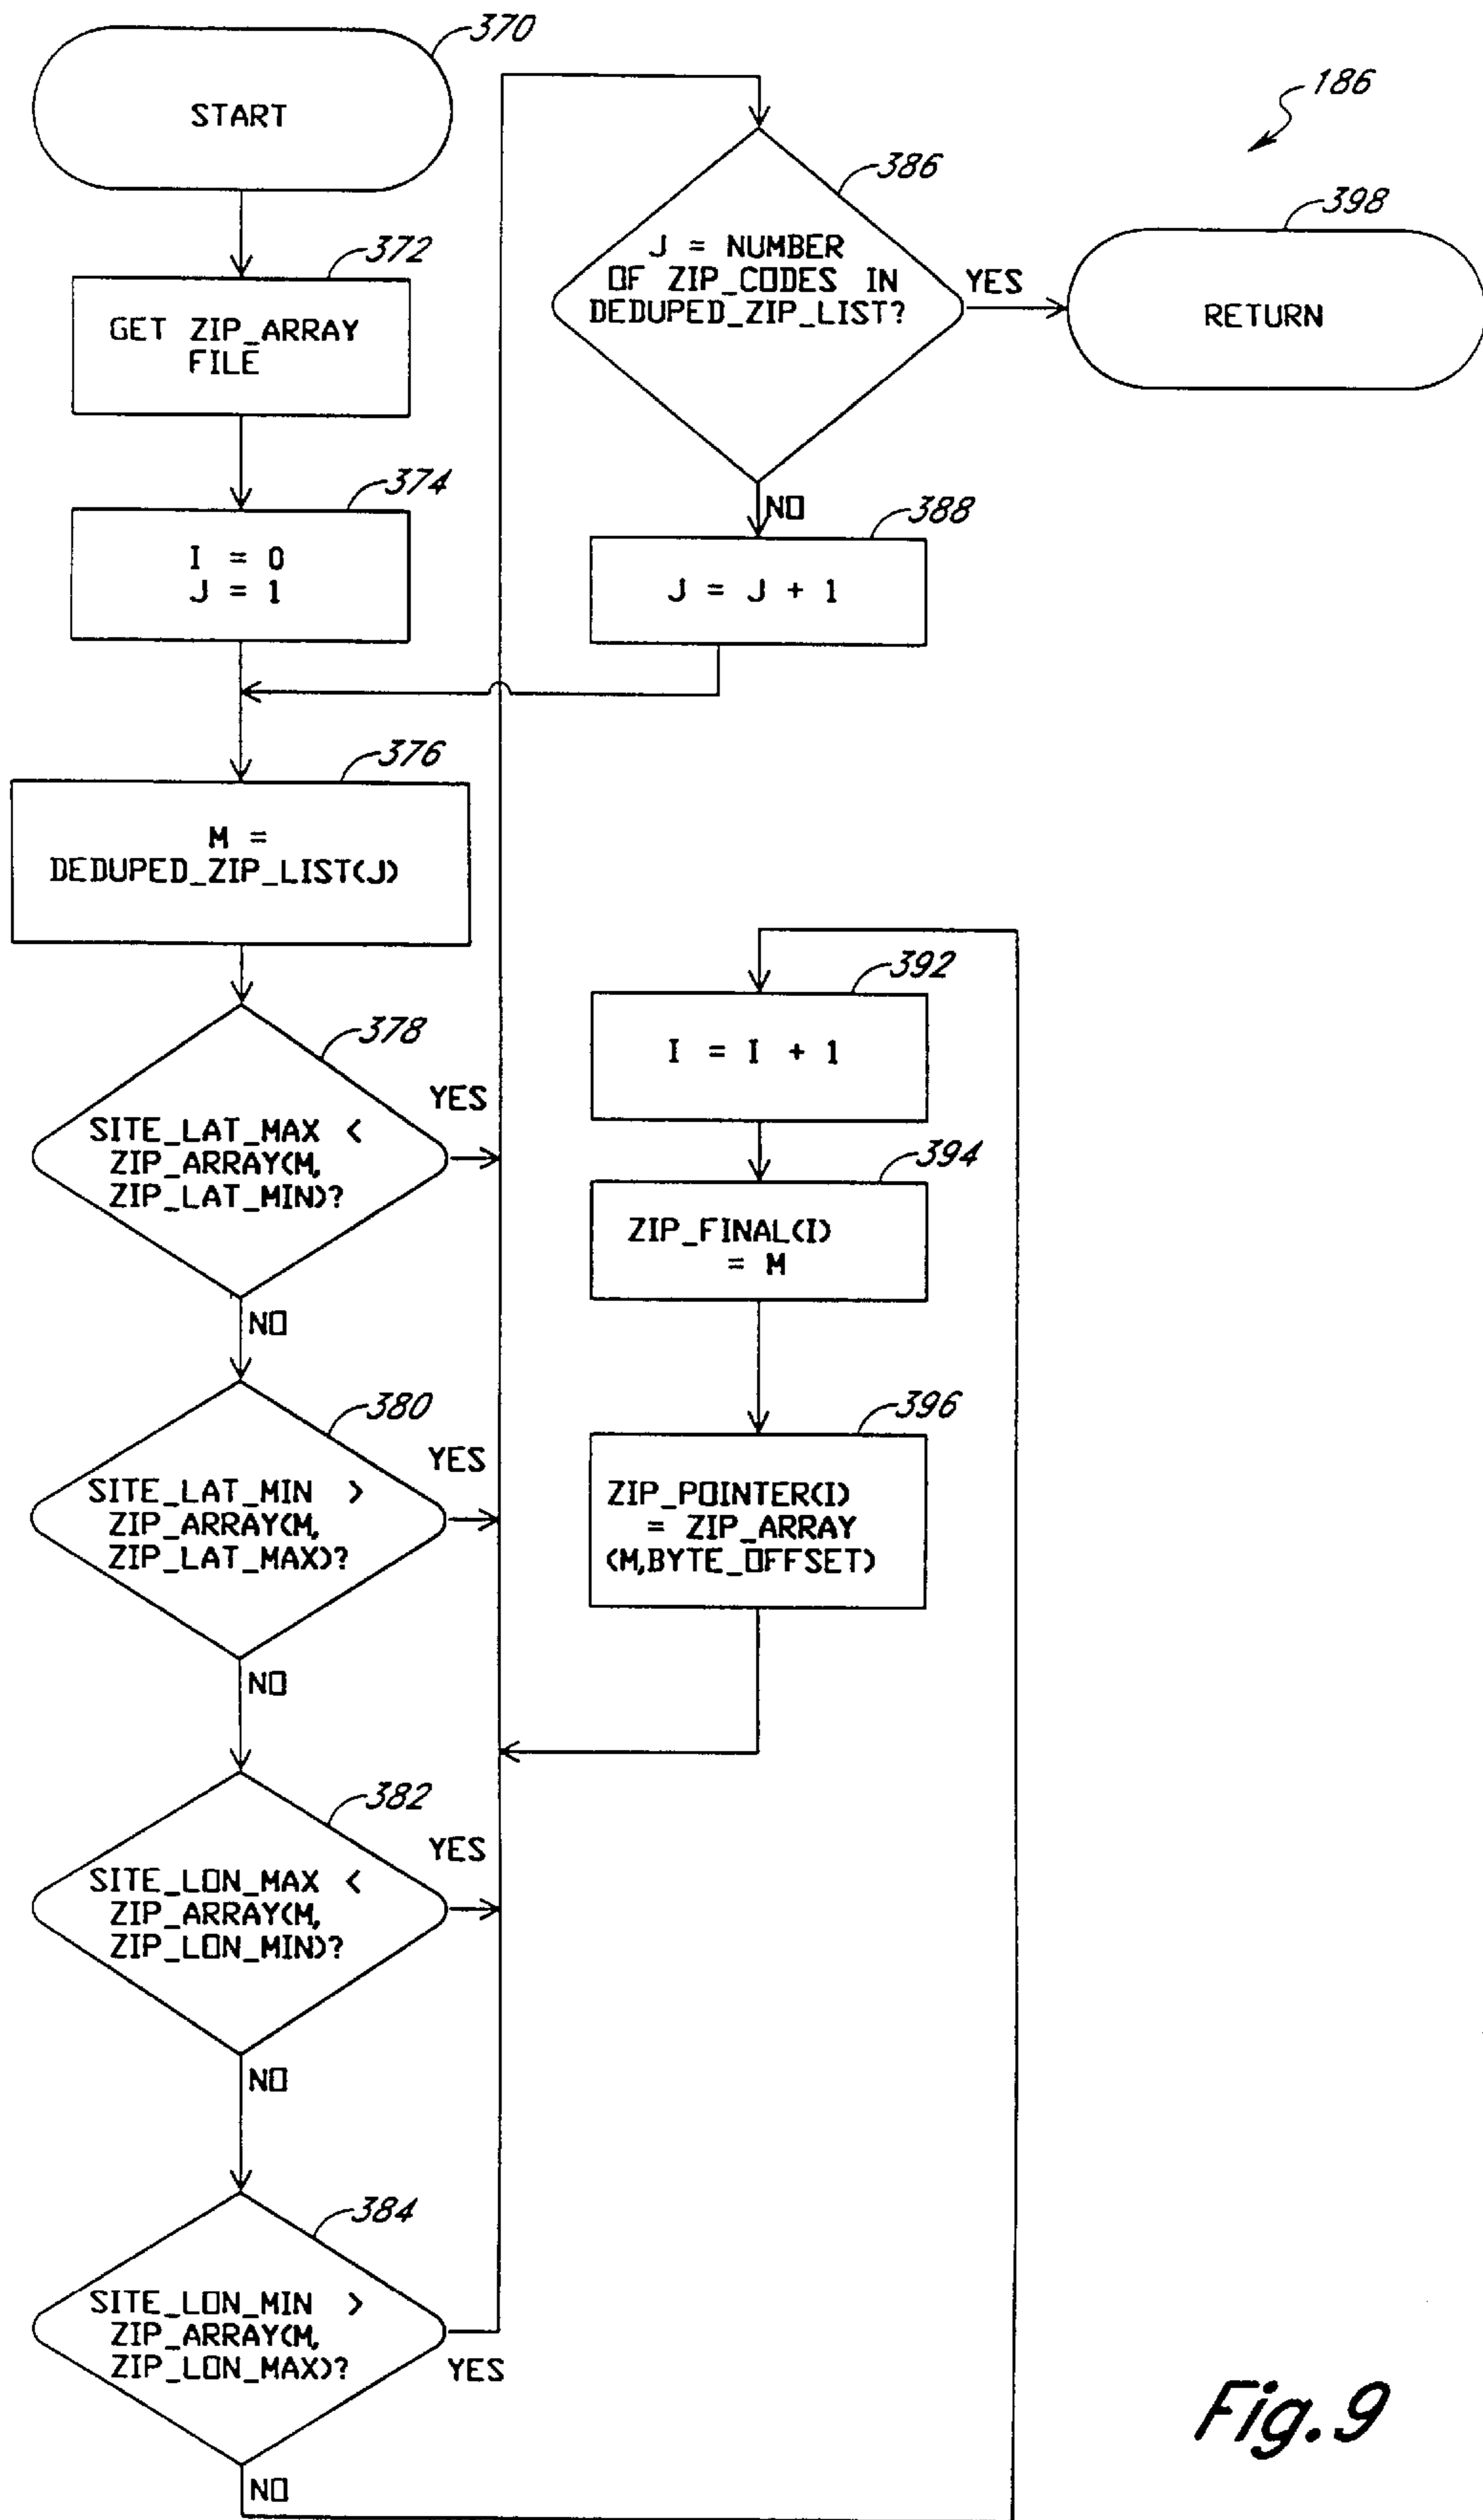 370
START
372
GET ZIP_ARRAY
FILE
374
I = 0
J = 1
376
M =
DEDUPED_ZIP_LIST(J)
378
SITE_LAT_MAX <
ZIP_ARRAY(M,
ZIP_LAT_MIN)?
YES
NO
380
SITE_LAT_MIN >
ZIP_ARRAY(M,
ZIP_LAT_MAX)?
YES
NO
382
SITE_LON_MAX <
ZIP_ARRAY(M,
ZIP_LON_MIN)?
YES
NO
384
SITE_LON_MIN >
ZIP_ARRAY(M,
ZIP_LON_MAX)?
YES
NO
386
J = NUMBER
OF ZIP_CODES IN
DEDUPED_ZIP_LIST?
YES
NO
388
J = J + 1
392
I = I + 1
394
ZIP_FINAL(I)
= M
396
ZIP_POINTER(I)
= ZIP_ARRAY
(M,BYTE_OFFSET)
186
398
RETURN
Fig. 9